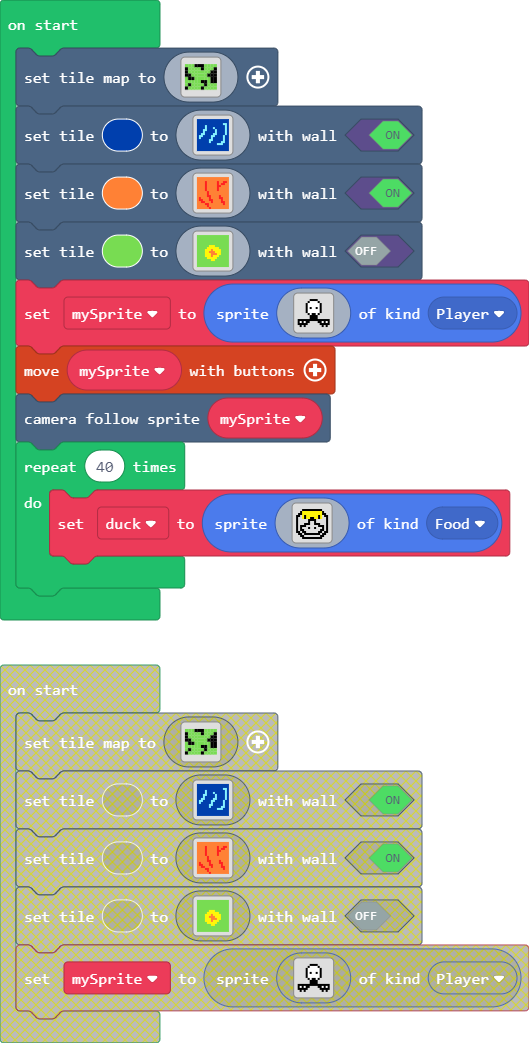 on start
set tile map to
set tile to with wall ON
set tile to with wall ON
set tile to with wall OFF
set mySprite to sprite of kind Player
move mySprite with buttons
camera follow sprite mySprite
repeat 40 times
do
set duck to sprite of kind Food
on start
set tile map to
set tile to with wall ON
set tile to with wall ON
set tile to with wall OFF
set mySprite to sprite of kind Player